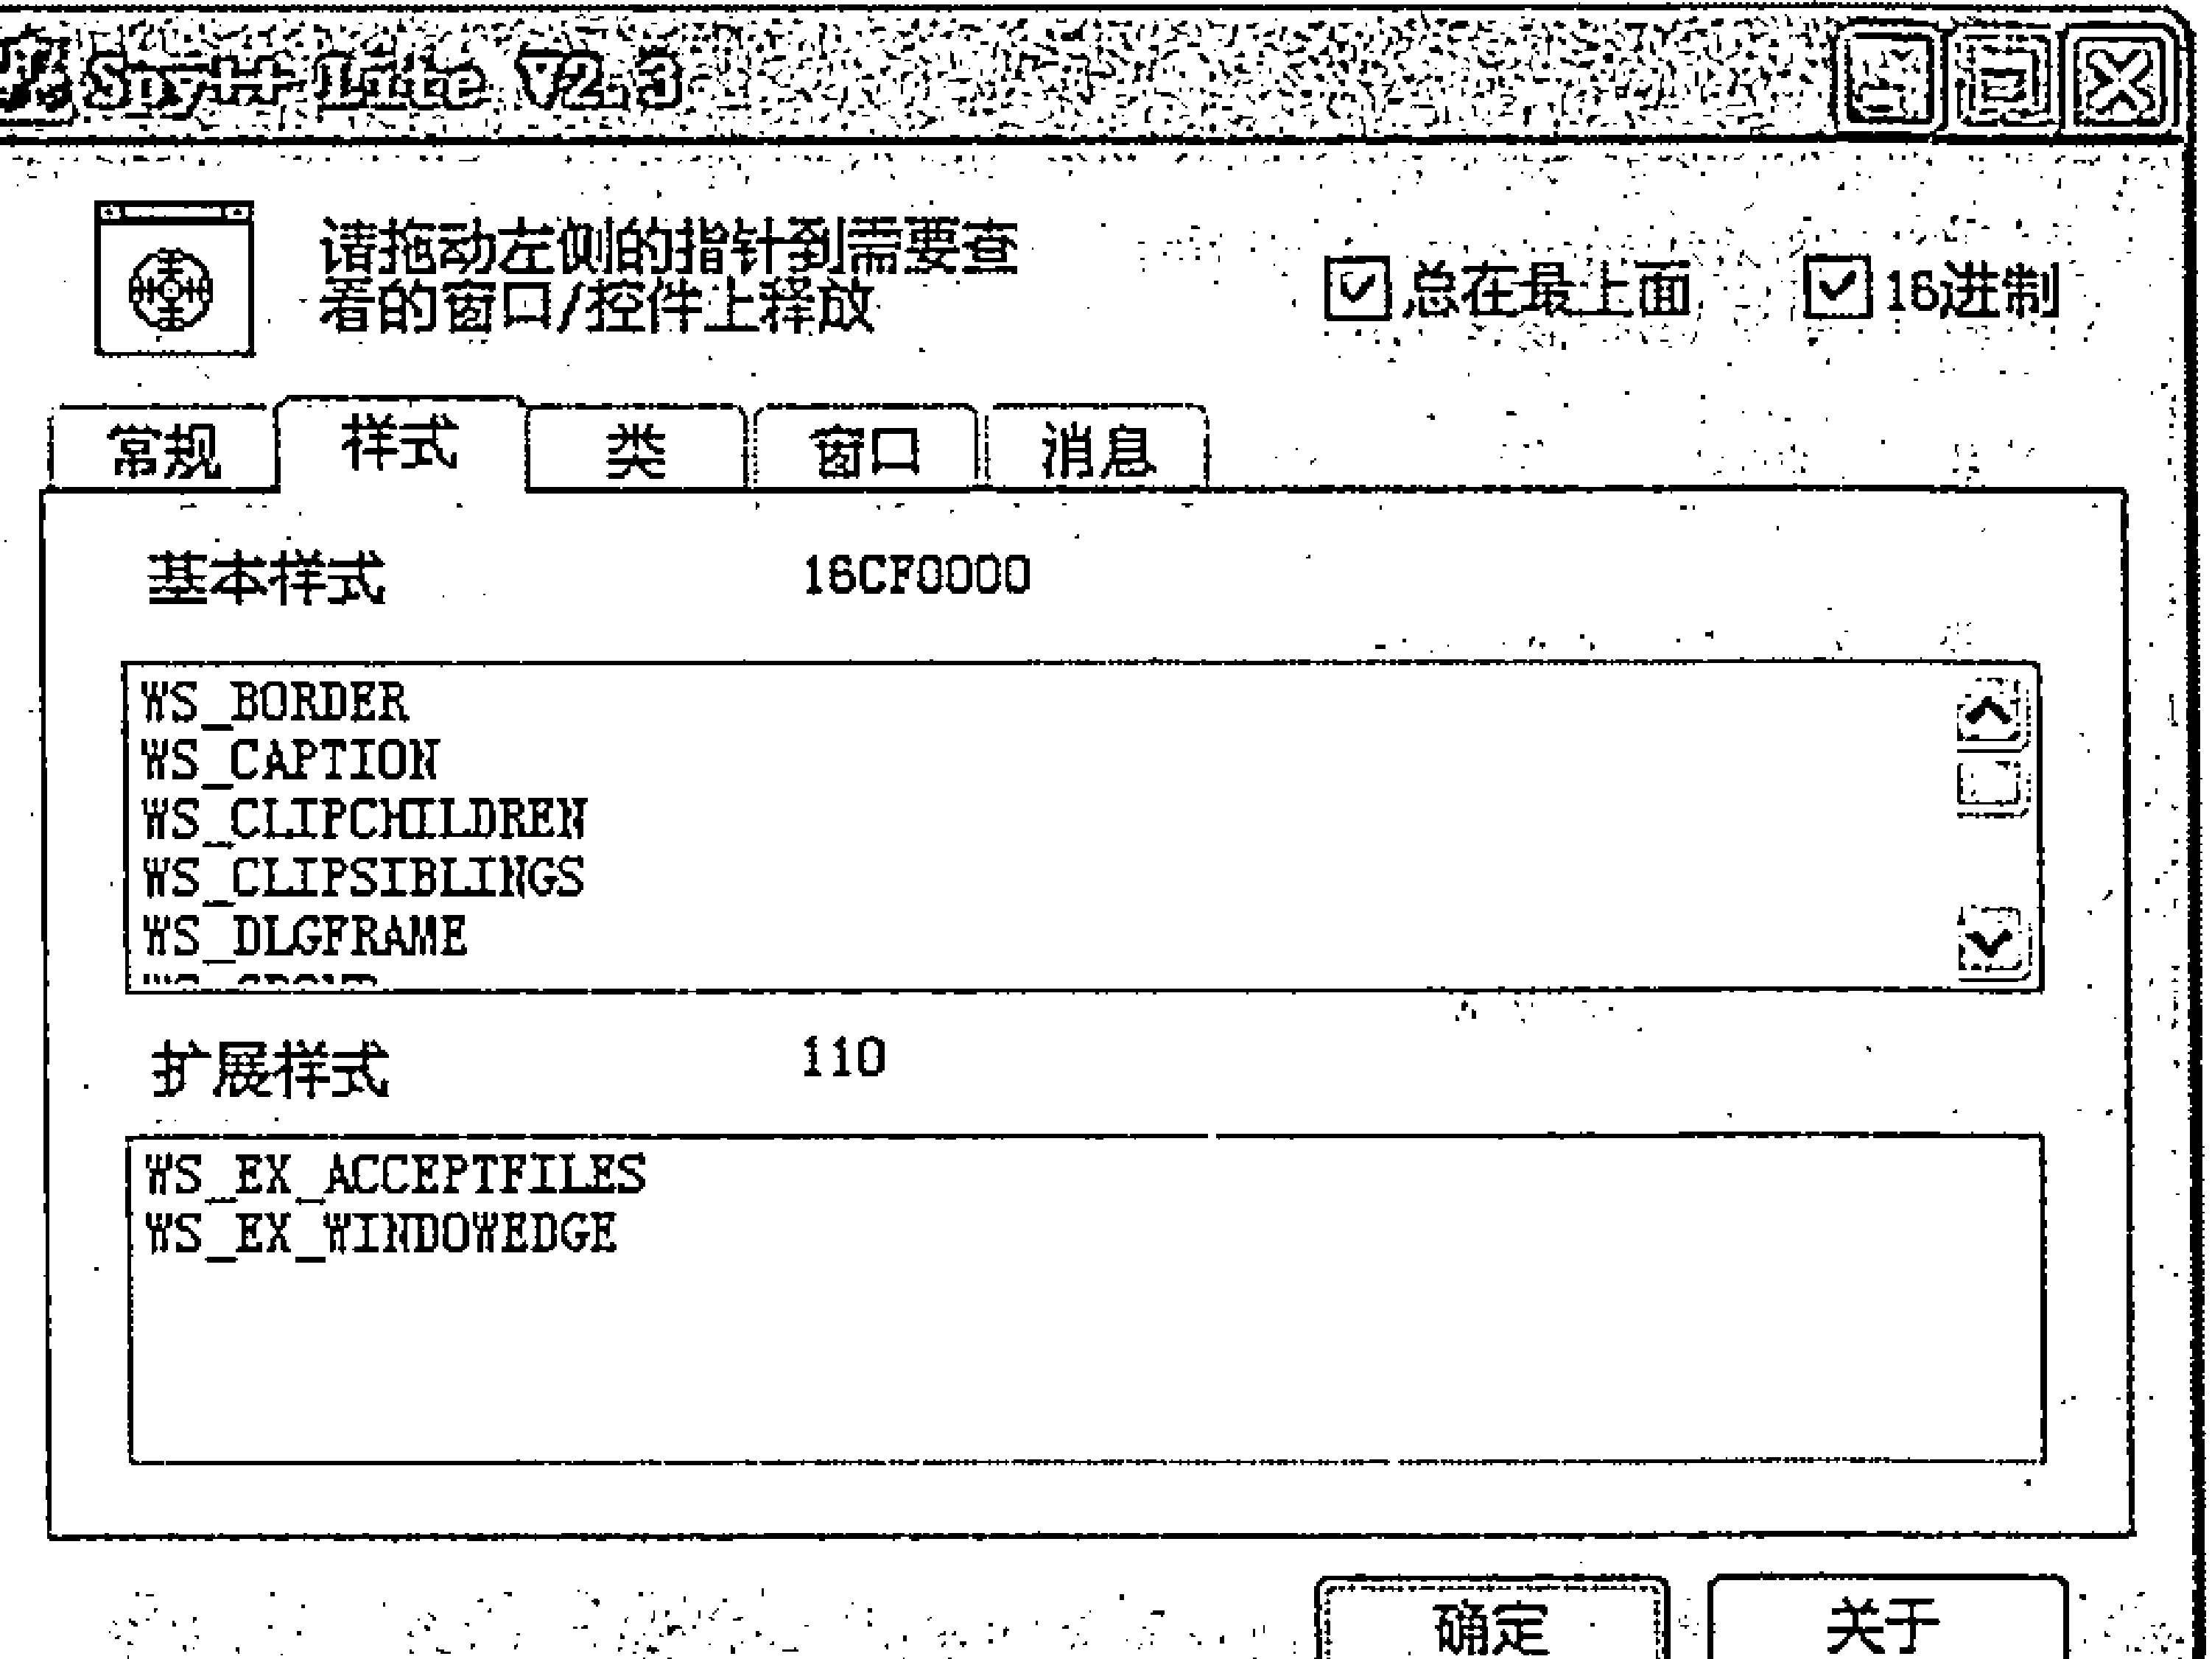 Spy++ Lite V2.3
请拖动左侧的指针到需要查
看的窗口/控件上释放
总在最上面
16进制
常规 样式 类 窗口 消息
基本样式 16CF0000
WS_BORDER
WS_CAPTION
WS_CLIPCHILDREN
WS_CLIPSIBLINGS
WS_DLGFRAME
扩展样式 110
WS_EX_ACCEPTFILES
WS_EX_WINDOWEDGE
确定 关于